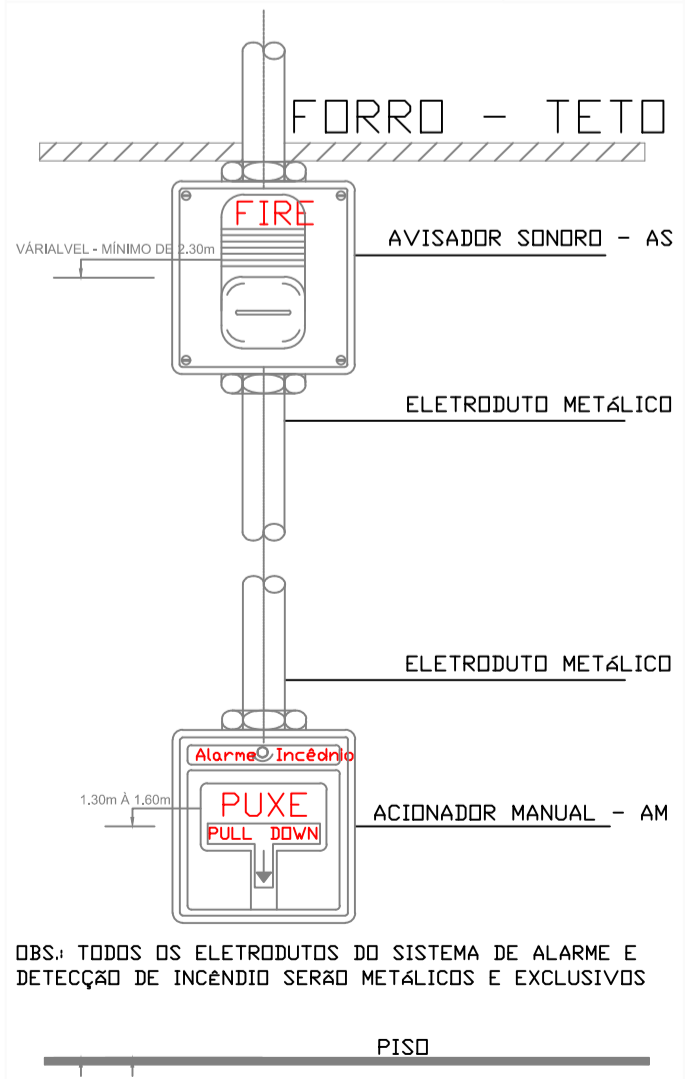 FORRO - TETO
FIRE
VÁRIALVEL - MÍNIMO DE 2.30m
AVISADOR SONORO - AS
ELETRODUTO METÁLICO
ELETRODUTO METÁLICO
Alarme Incêdnio
1.30m À 1.60m
PUXE
ACIONADOR MANUAL - AM
PULL DOWN
OBS.: TODOS OS ELETRODUTOS DO SISTEMA DE ALARME E
DETECÇÃO DE INCÊNDIO SERÃO METÁLICOS E EXCLUSIVOS
PISO